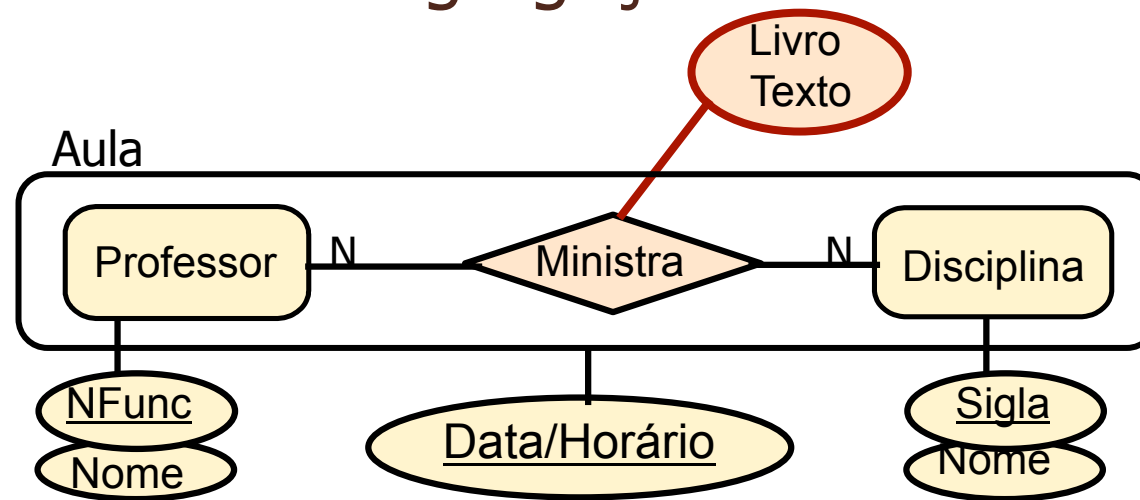 Livro
Texto
Aula
Professor
N
Ministra
N
Disciplina
NFunc
Nome
Data/Horário
Sigla
Nome